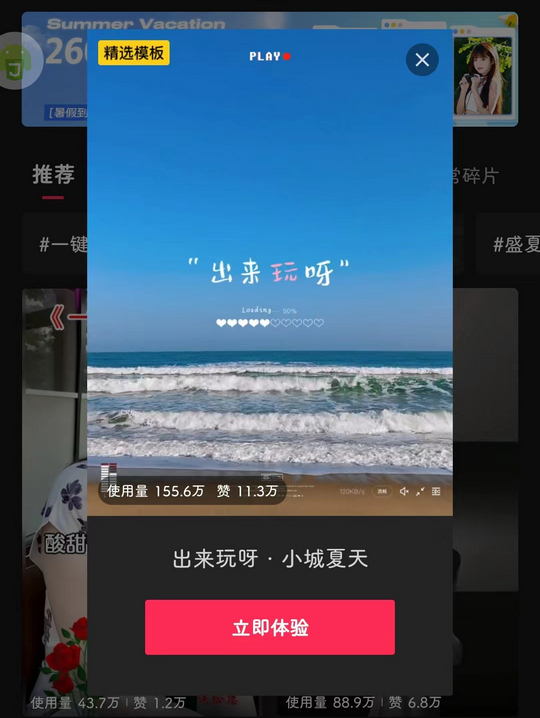 Summer Vacation
260
[暑假到
精选模板
PLAY
推荐
常碎片
#一键
#盛夏
《一
“出来玩呀”
Loading... 50%
120KB/s
使用量 155.6万 赞 11.3万
酸甜
出来玩呀 · 小城夏天
立即体验
使用量 43.7万 | 赞 1.2万
使用量 88.9万 | 赞 6.8万